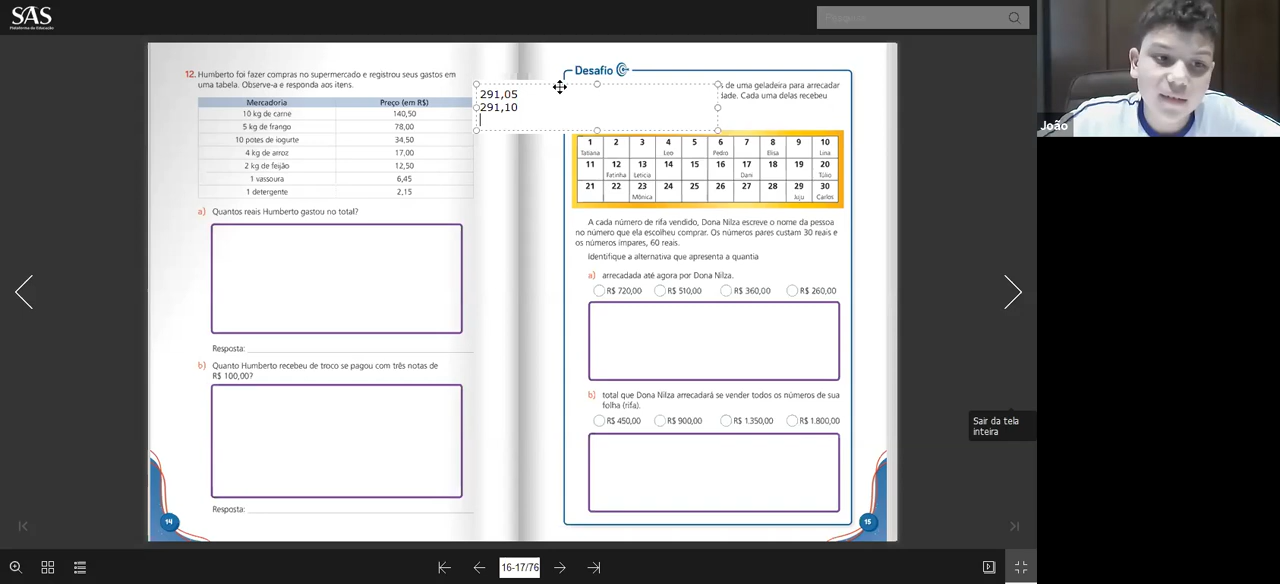 SAS
Plataforma de Educação
João
12. Humberto foi fazer compras no supermercado e registrou seus gastos em
uma tabela. Observe-a e responda aos itens.
Mercadoria Preço (em R$)
10 kg de carne 140,50
5 kg de frango 78,00
10 potes de iogurte 34,50
4 kg de arroz 17,00
2 kg de feijão 12,50
1 vassoura 6,45
1 detergente 2,15
a) Quantos reais Humberto gastou no total?
Resposta:
b) Quanto Humberto recebeu de troco se pagou com três notas de
R$ 100,00?
Resposta:
14
291,05
291,10
Desafio
de uma geladeira para arrecadar
dade. Cada uma delas recebeu
1 2 3 4 5 6 7 8 9 10
Tatiana Leo Pedro Elisa Lina
11 12 13 14 15 16 17 18 19 20
Fatinha Letícia Dani Túlio
21 22 23 24 25 26 27 28 29 30
Mônica Juju Carlos
A cada número de rifa vendido, Dona Nilza escreve o nome da pessoa
no número que ela escolheu comprar. Os números pares custam 30 reais e
os números ímpares, 60 reais.
Identifique a alternativa que apresenta a quantia
a) arrecadada até agora por Dona Nilza.
R$ 720,00 R$ 510,00 R$ 360,00 R$ 260,00
b) total que Dona Nilza arrecadará se vender todos os números de sua
folha (rifa).
R$ 450,00 R$ 900,00 R$ 1.350,00 R$ 1.800,00
15
Sair da tela
inteira
16-17/76